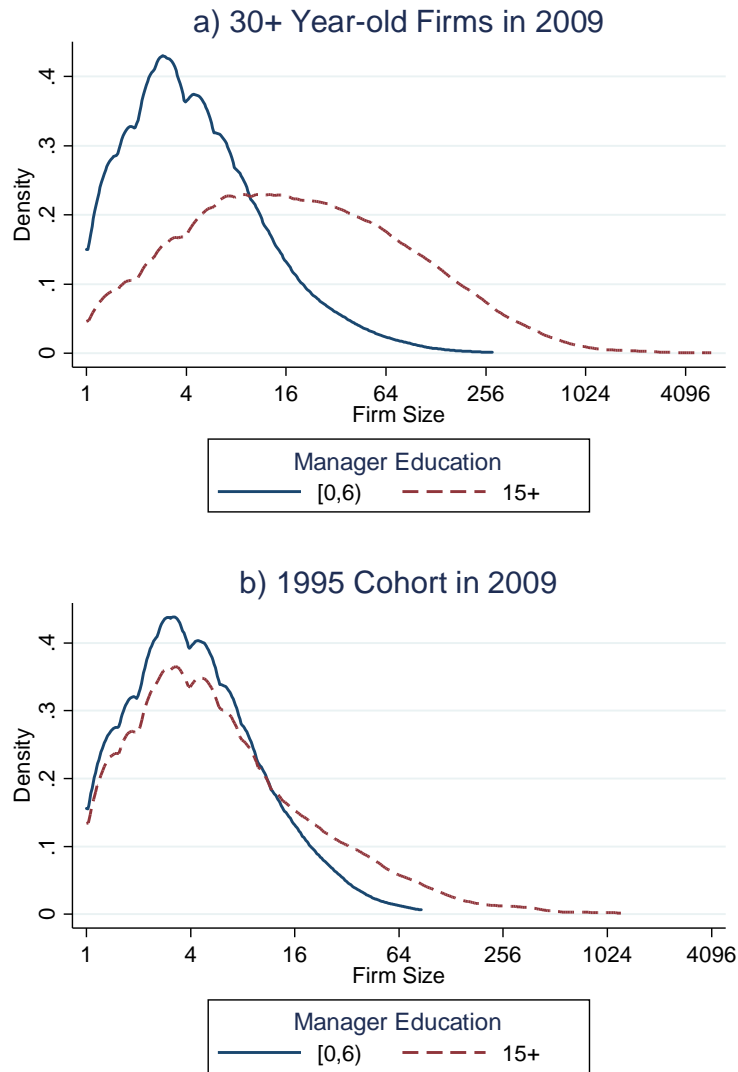 a) 30+ Year-old Firms in 2009
Density
0
.1
.2
.3
.4
1 4 16 64 256 1024 4096
Firm Size
Manager Education
[0,6) 15+
b) 1995 Cohort in 2009
Density
0
.1
.2
.3
.4
1 4 16 64 256 1024 4096
Firm Size
Manager Education
[0,6) 15+